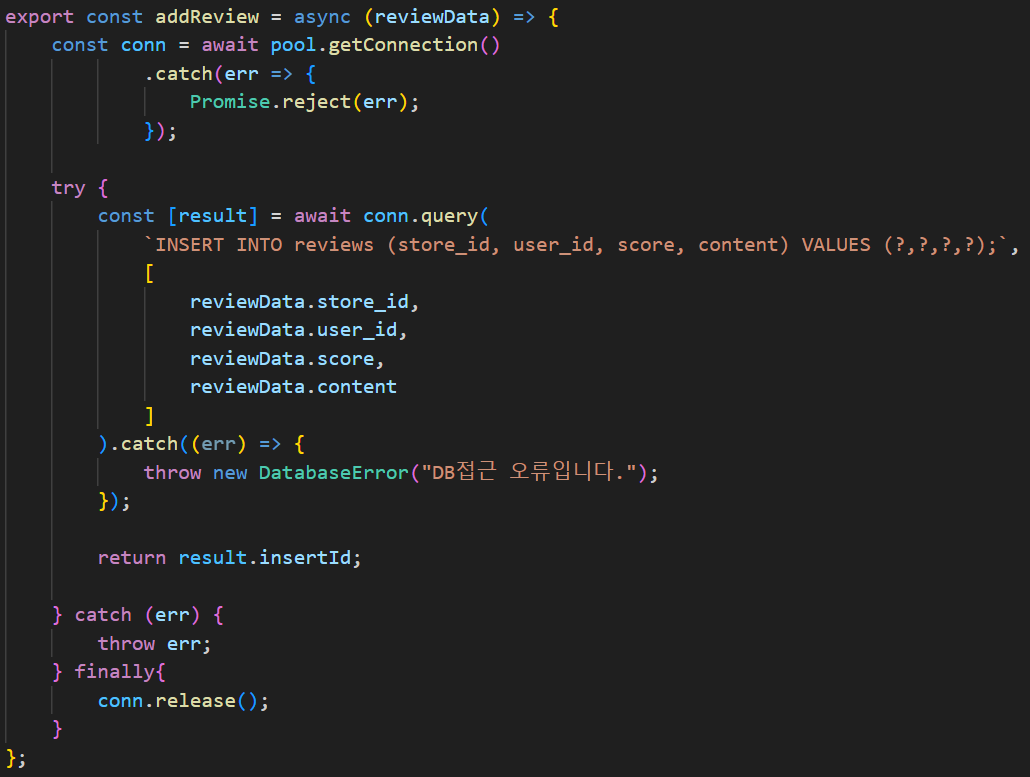 export const addReview = async (reviewData) => {
const conn = await pool.getConnection()
.catch(err => {
Promise.reject(err);
});
try {
const [result] = await conn.query(
`INSERT INTO reviews (store_id, user_id, score, content) VALUES (?,?,?,?);`,
[
reviewData.store_id,
reviewData.user_id,
reviewData.score,
reviewData.content
]
).catch((err) => {
throw new DatabaseError("DB접근 오류입니다.");
});
return result.insertId;
} catch (err) {
throw err;
} finally{
conn.release();
}
};